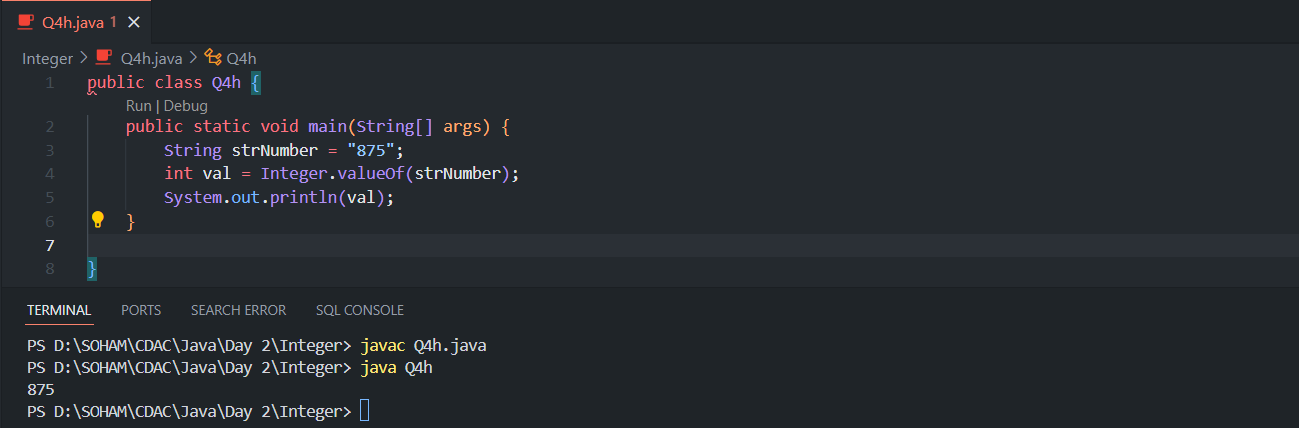 Q4h.java 1
Integer > Q4h.java > Q4h
1 public class Q4h {
Run | Debug
2 public static void main(String[] args) {
3 String strNumber = "875";
4 int val = Integer.valueOf(strNumber);
5 System.out.println(val);
6 }
7
8 }
TERMINAL PORTS SEARCH ERROR SQL CONSOLE
PS D:\SOHAM\CDAC\Java\Day 2\Integer> javac Q4h.java
PS D:\SOHAM\CDAC\Java\Day 2\Integer> java Q4h
875
PS D:\SOHAM\CDAC\Java\Day 2\Integer>